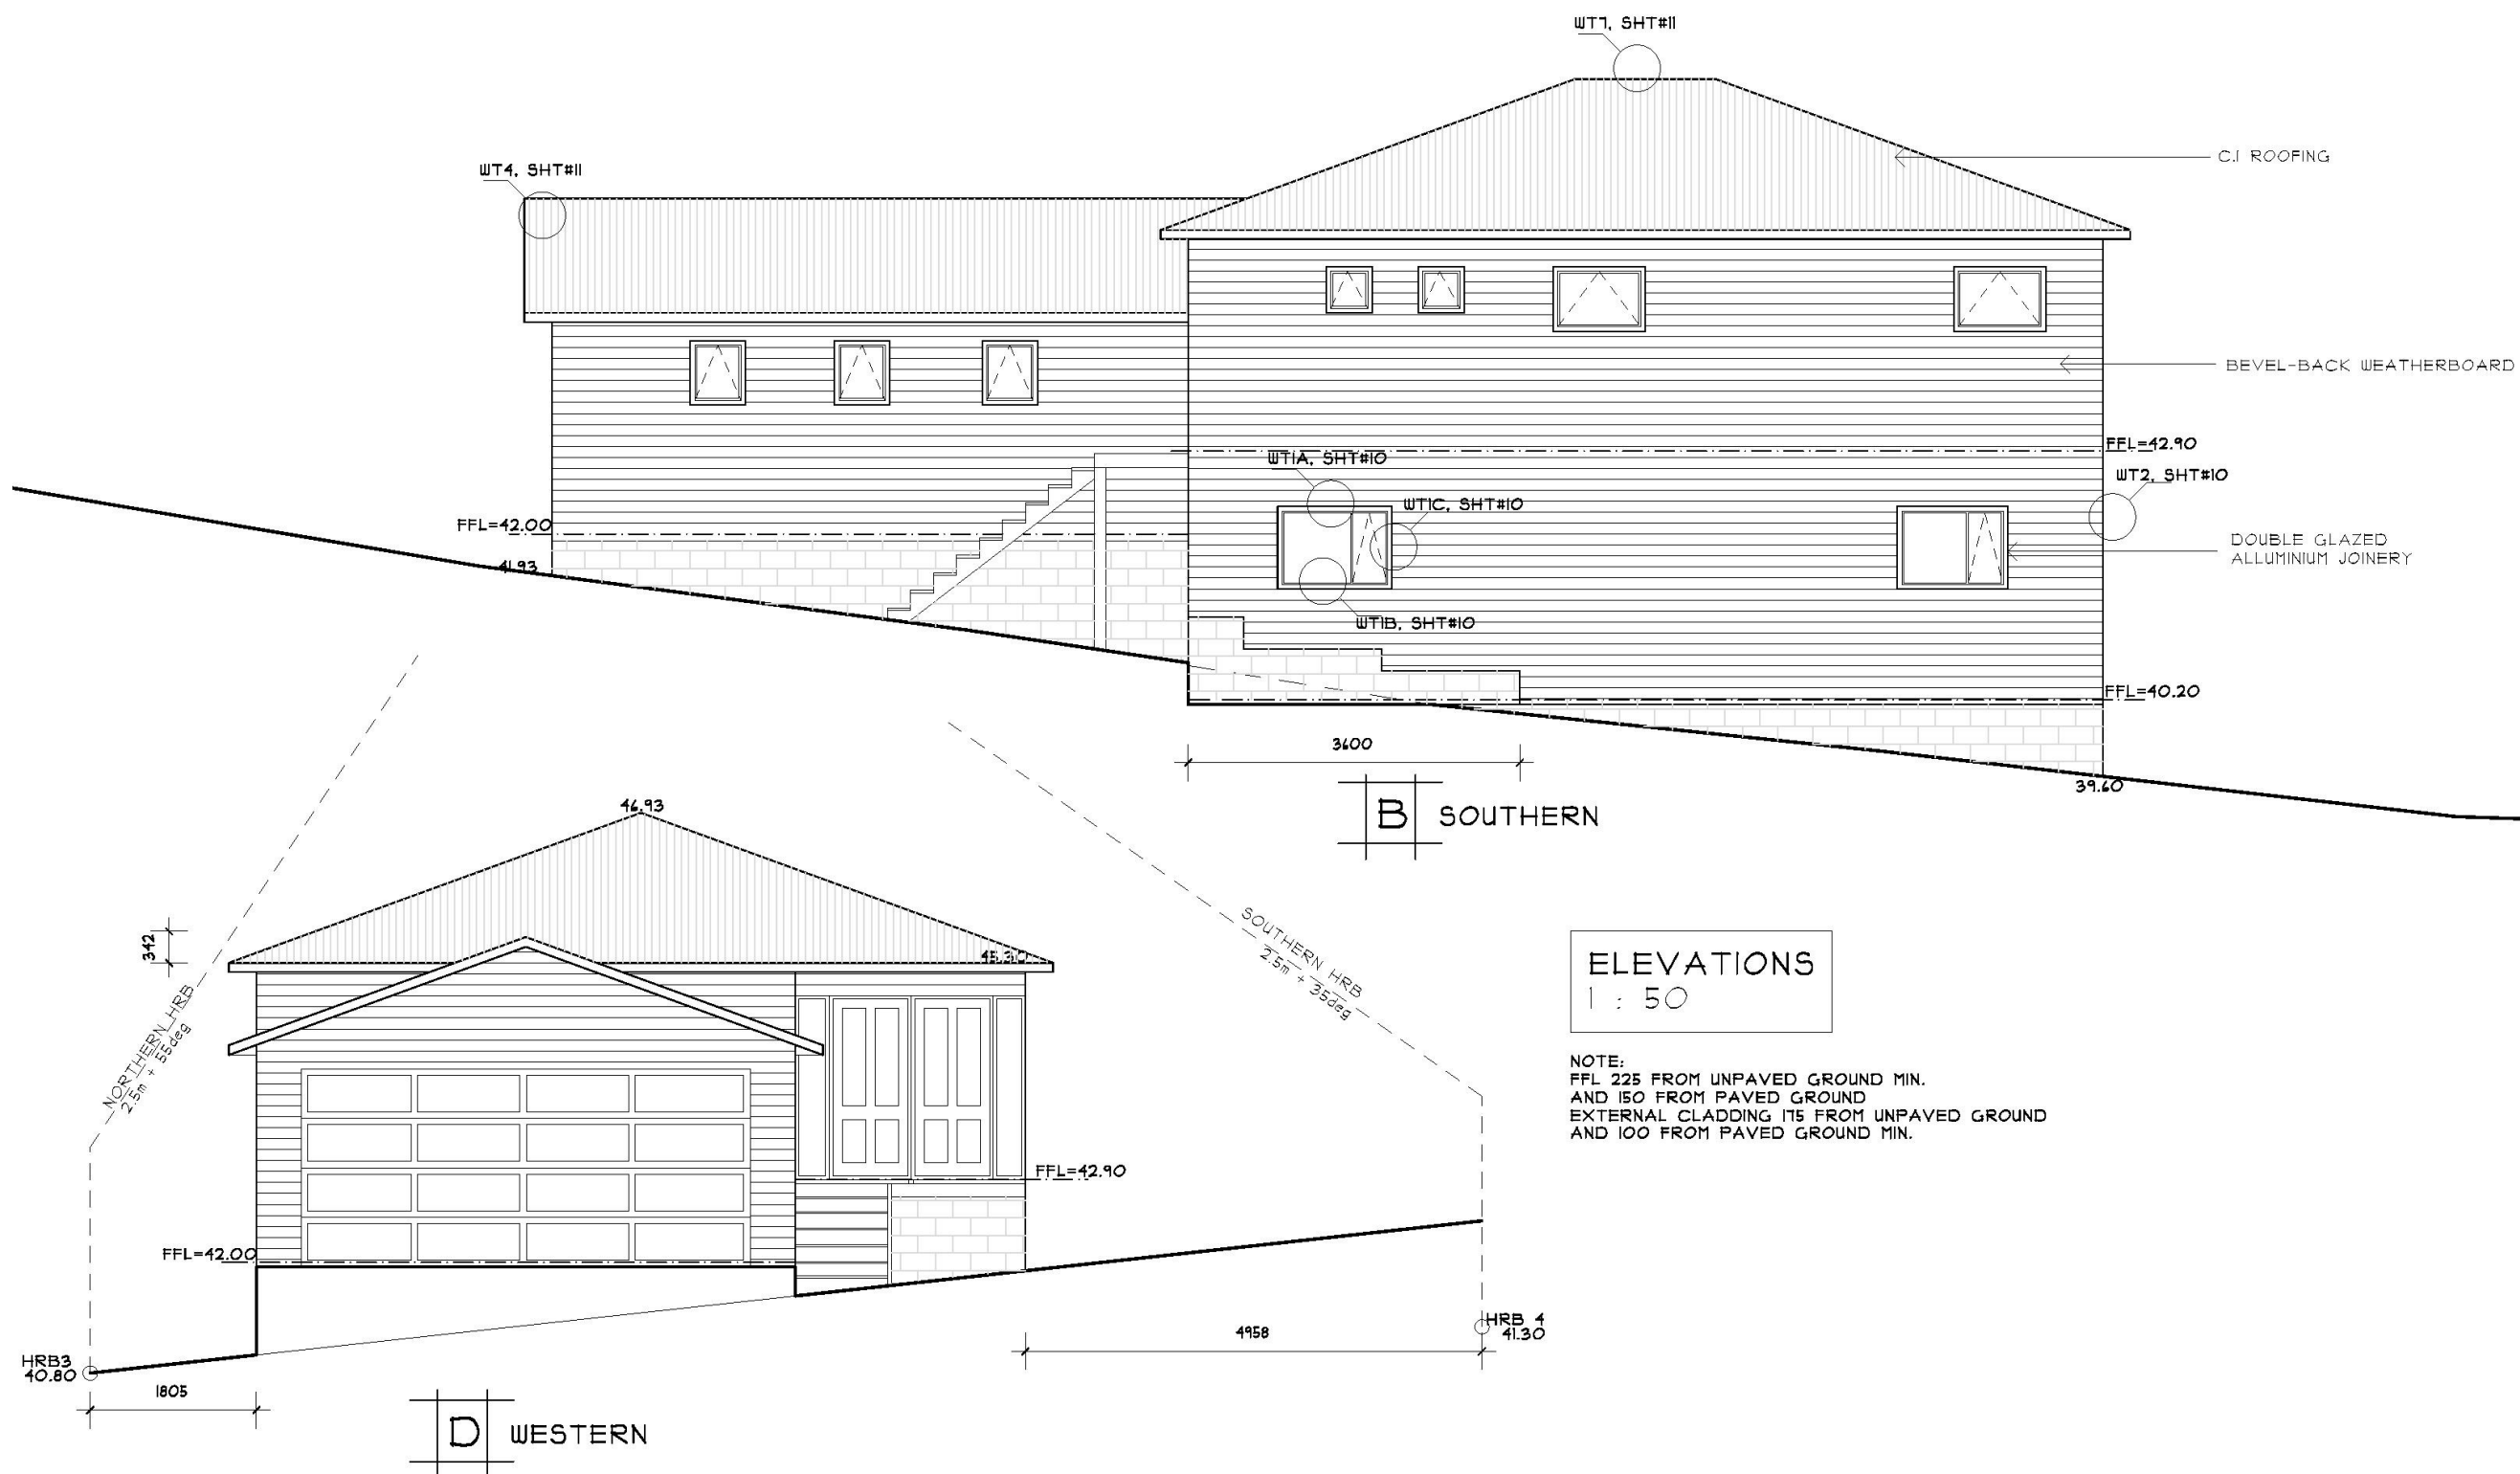 WT7, SHT#11
C.I ROOFING
WT4, SHT#11
BEVEL-BACK WEATHERBOARD
FFL=42.90
WT1A, SHT#10
WT2, SHT#10
WT1C, SHT#10
FFL=42.00
DOUBLE GLAZED
ALLUMINIUM JOINERY
41.93
WT1B, SHT#10
FFL=40.20
3600
39.60
B SOUTHERN
46.93
342
45.30
SOUTHERN HRB
2.5m + 35deg
NORTHERN HRB
2.5m + 55deg
ELEVATIONS
1 : 50
NOTE:
FFL 225 FROM UNPAVED GROUND MIN.
AND 150 FROM PAVED GROUND
EXTERNAL CLADDING 175 FROM UNPAVED GROUND
AND 100 FROM PAVED GROUND MIN.
FFL=42.90
FFL=42.00
HRB 4
41.30
4958
HRB3
40.80
1805
D WESTERN